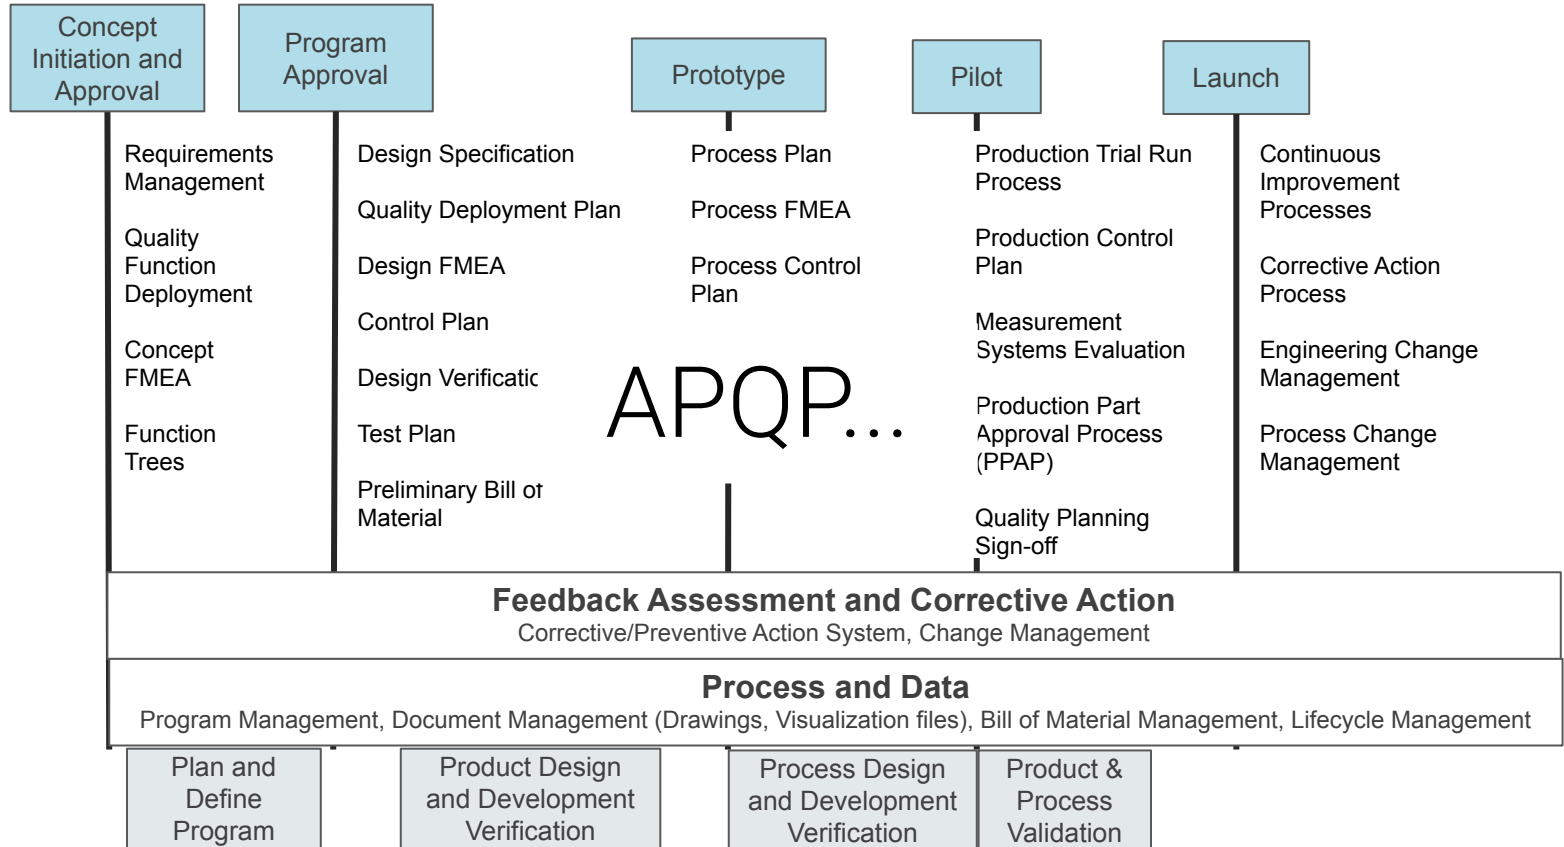 Concept
Initiation and
Approval
Program
Approval
Prototype
Pilot
Launch
Requirements
Management
Quality
Function
Deployment
Concept
FMEA
Function
Trees
Design Specification
Quality Deployment Plan
Design FMEA
Control Plan
Design Verificatic
Test Plan
Preliminary Bill of
Material
Process Plan
Process FMEA
Process Control
Plan
APQP...
Production Trial Run
Process
Production Control
Plan
Measurement
Systems Evaluation
Production Part
Approval Process
(PPAP)
Quality Planning
Sign-off
Continuous
Improvement
Processes
Corrective Action
Process
Engineering Change
Management
Process Change
Management
Feedback Assessment and Corrective Action
Corrective/Preventive Action System, Change Management
Process and Data
Program Management, Document Management (Drawings, Visualization files), Bill of Material Management, Lifecycle Management
Plan and
Define
Program
Product Design
and Development
Verification
Process Design
and Development
Verification
Product &
Process
Validation